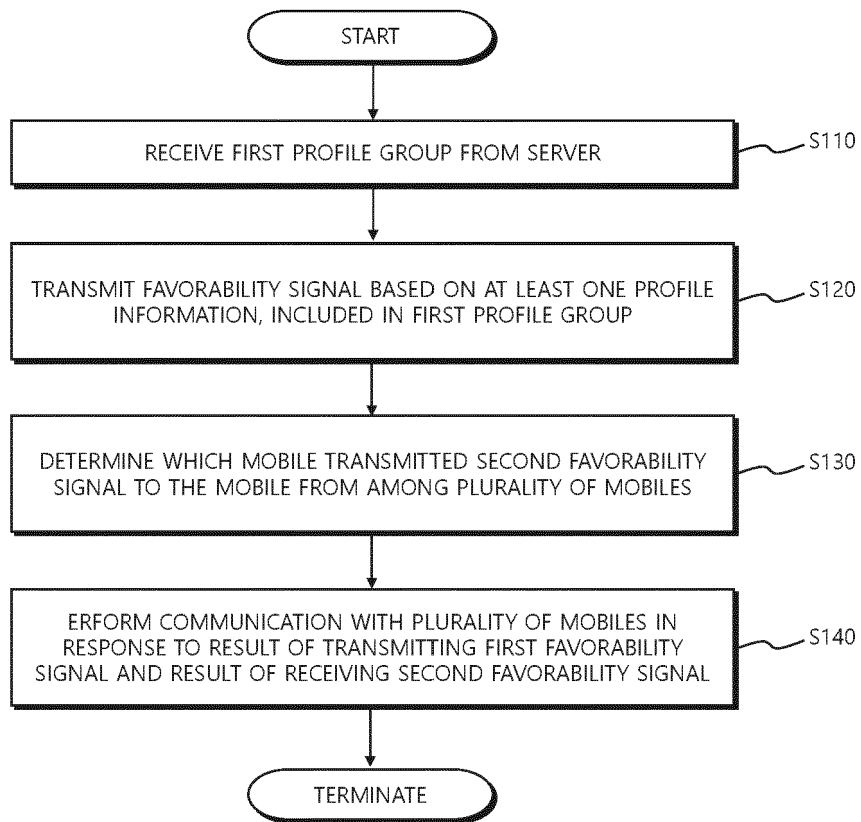 START
RECEIVE FIRST PROFILE GROUP FROM SERVER
S110
TRANSMIT FAVORABILITY SIGNAL BASED ON AT LEAST ONE PROFILE
INFORMATION, INCLUDED IN FIRST PROFILE GROUP
S120
DETERMINE WHICH MOBILE TRANSMITTED SECOND FAVORABILITY
SIGNAL TO THE MOBILE FROM AMONG PLURALITY OF MOBILES
S130
ERFORM COMMUNICATION WITH PLURALITY OF MOBILES IN
RESPONSE TO RESULT OF TRANSMITTING FIRST FAVORABILITY
SIGNAL AND RESULT OF RECEIVING SECOND FAVORABILITY SIGNAL
S140
TERMINATE